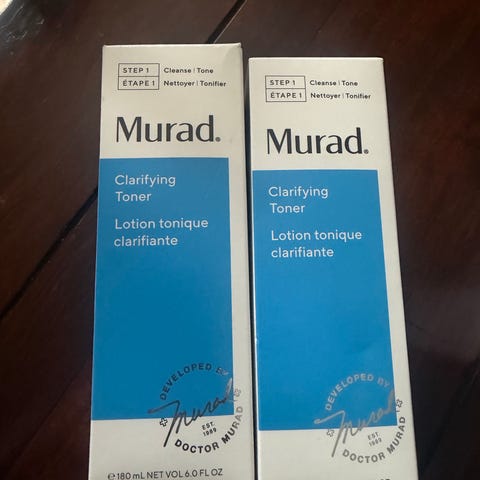 STEP 1 Cleanse | Tone
ÉTAPE 1 Nettoyer | Tonifier
Murad.
Clarifying
Toner
Lotion tonique
clarifiante
DEVELOPED BY
Murad
EST.
1989
DOCTOR MURAD
℮ 180 mL NET VOL 6.0 FL OZ
STEP 1 Cleanse | Tone
ÉTAPE 1 Nettoyer | Tonifier
Murad.
Clarifying
Toner
Lotion tonique
clarifiante
DEVELOPED BY
Murad
EST.
1989
DOCTOR MURAD